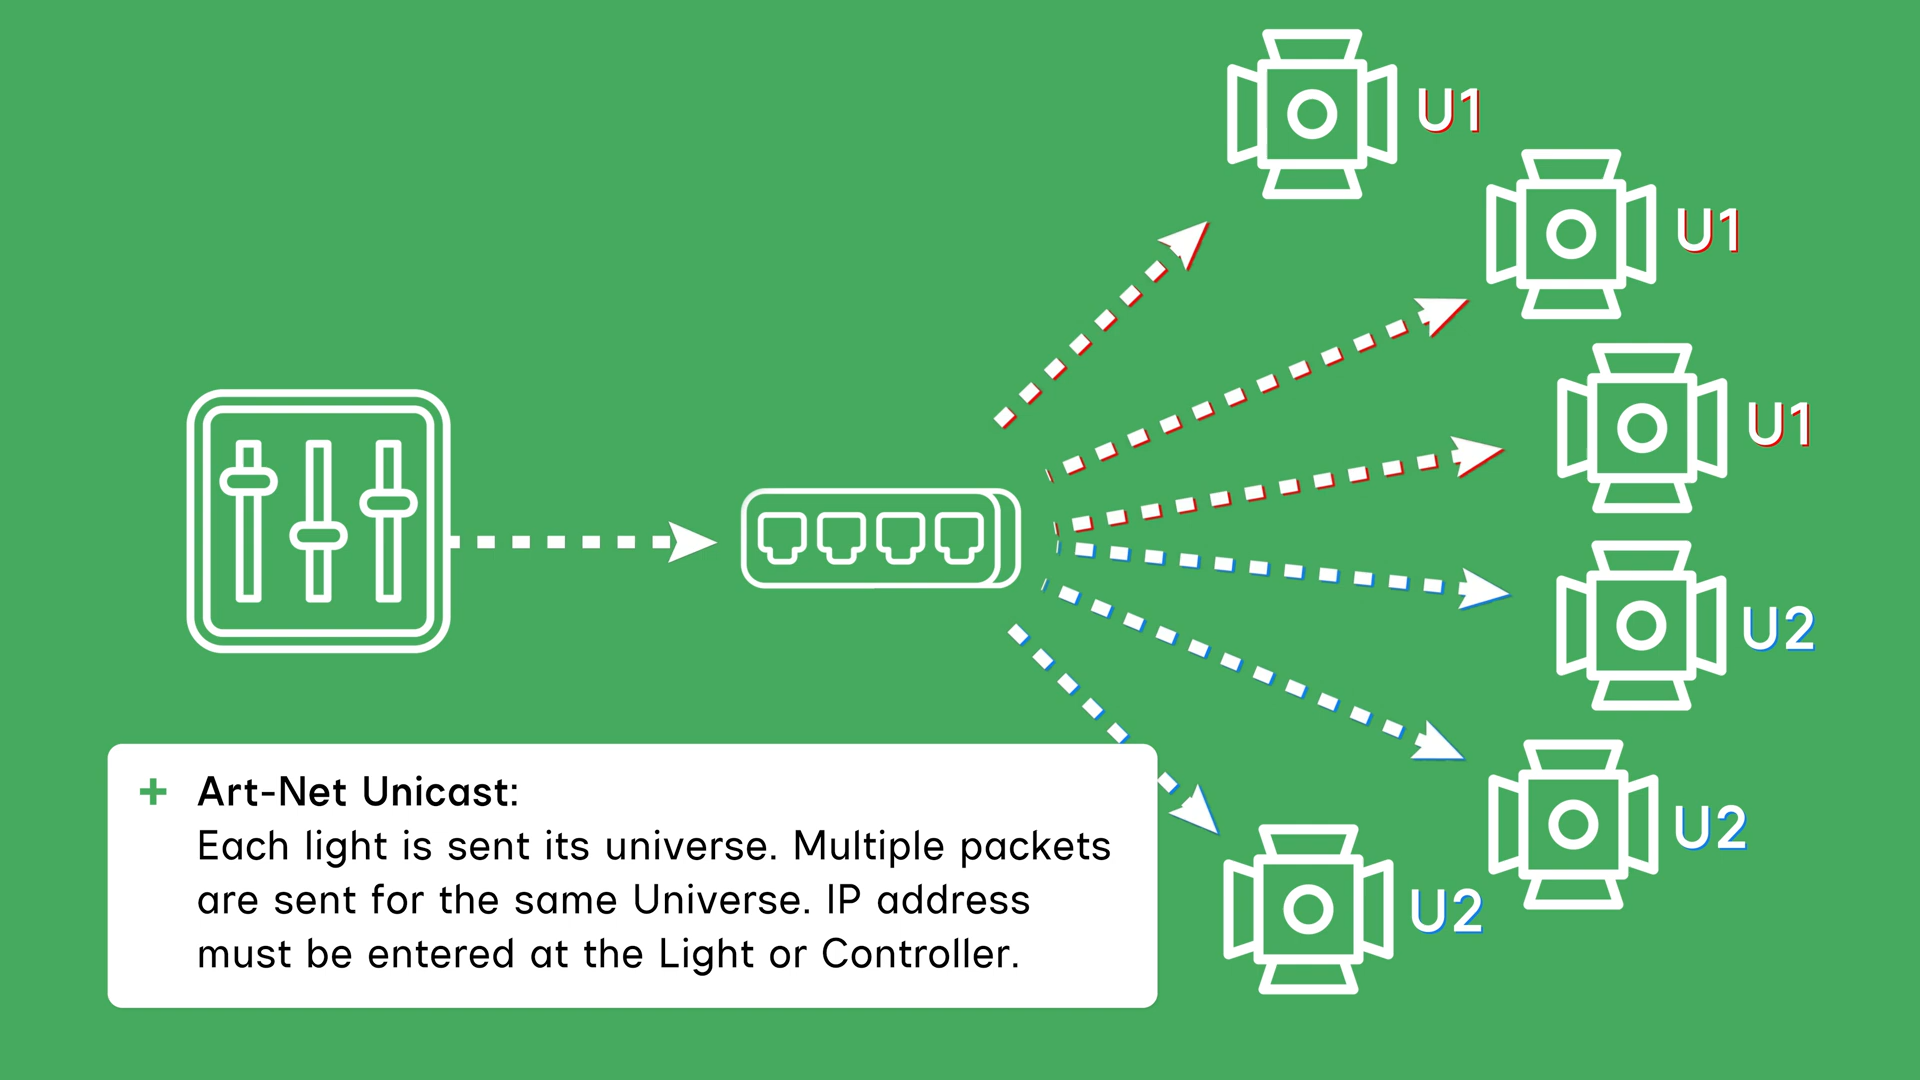 U1
U1
U1
U2
U2
U2
+ Art-Net Unicast:
Each light is sent its universe. Multiple packets
are sent for the same Universe. IP address
must be entered at the Light or Controller.